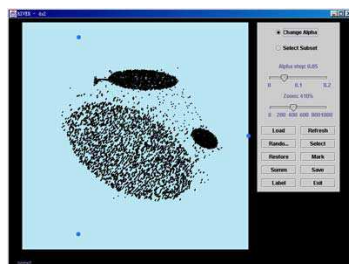 Change Alpha
Select Subset
Alpha step: 0.05
0 0.1 0.2
Zoom: 410%
0 200 400 600 800 1000
Load Refresh
Rando... Select
Restore Mark
Summ Save
Label Exit